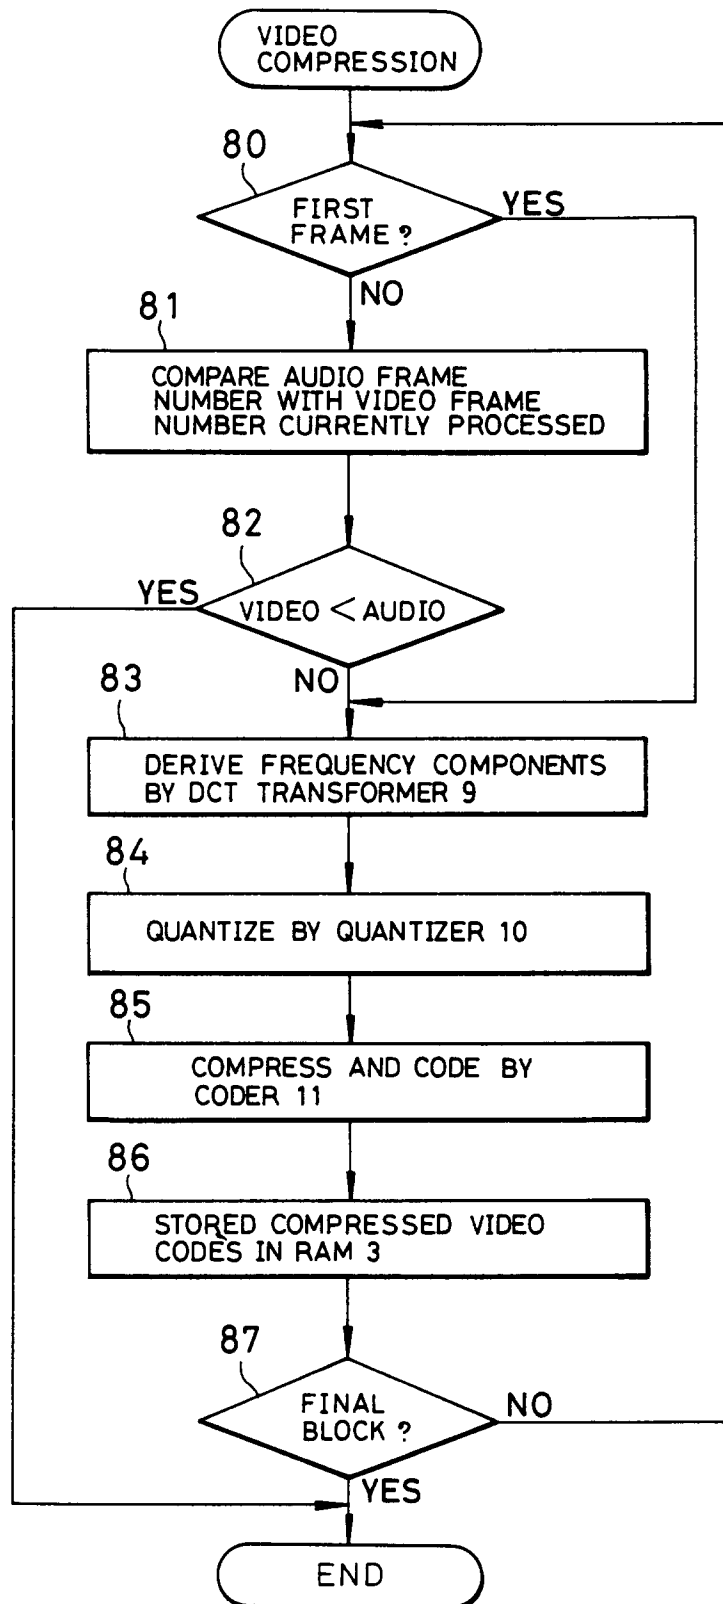 VIDEO
COMPRESSION
80
FIRST
FRAME?
YES
NO
81
COMPARE AUDIO FRAME
NUMBER WITH VIDEO FRAME
NUMBER CURRENTLY PROCESSED
82
YES
VIDEO < AUDIO
NO
83
DERIVE FREQUENCY COMPONENTS
BY DCT TRANSFORMER 9
84
QUANTIZE BY QUANTIZER 10
85
COMPRESS AND CODE BY
CODER 11
86
STORED COMPRESSED VIDEO
CODES IN RAM 3
87
FINAL
BLOCK?
NO
YES
END